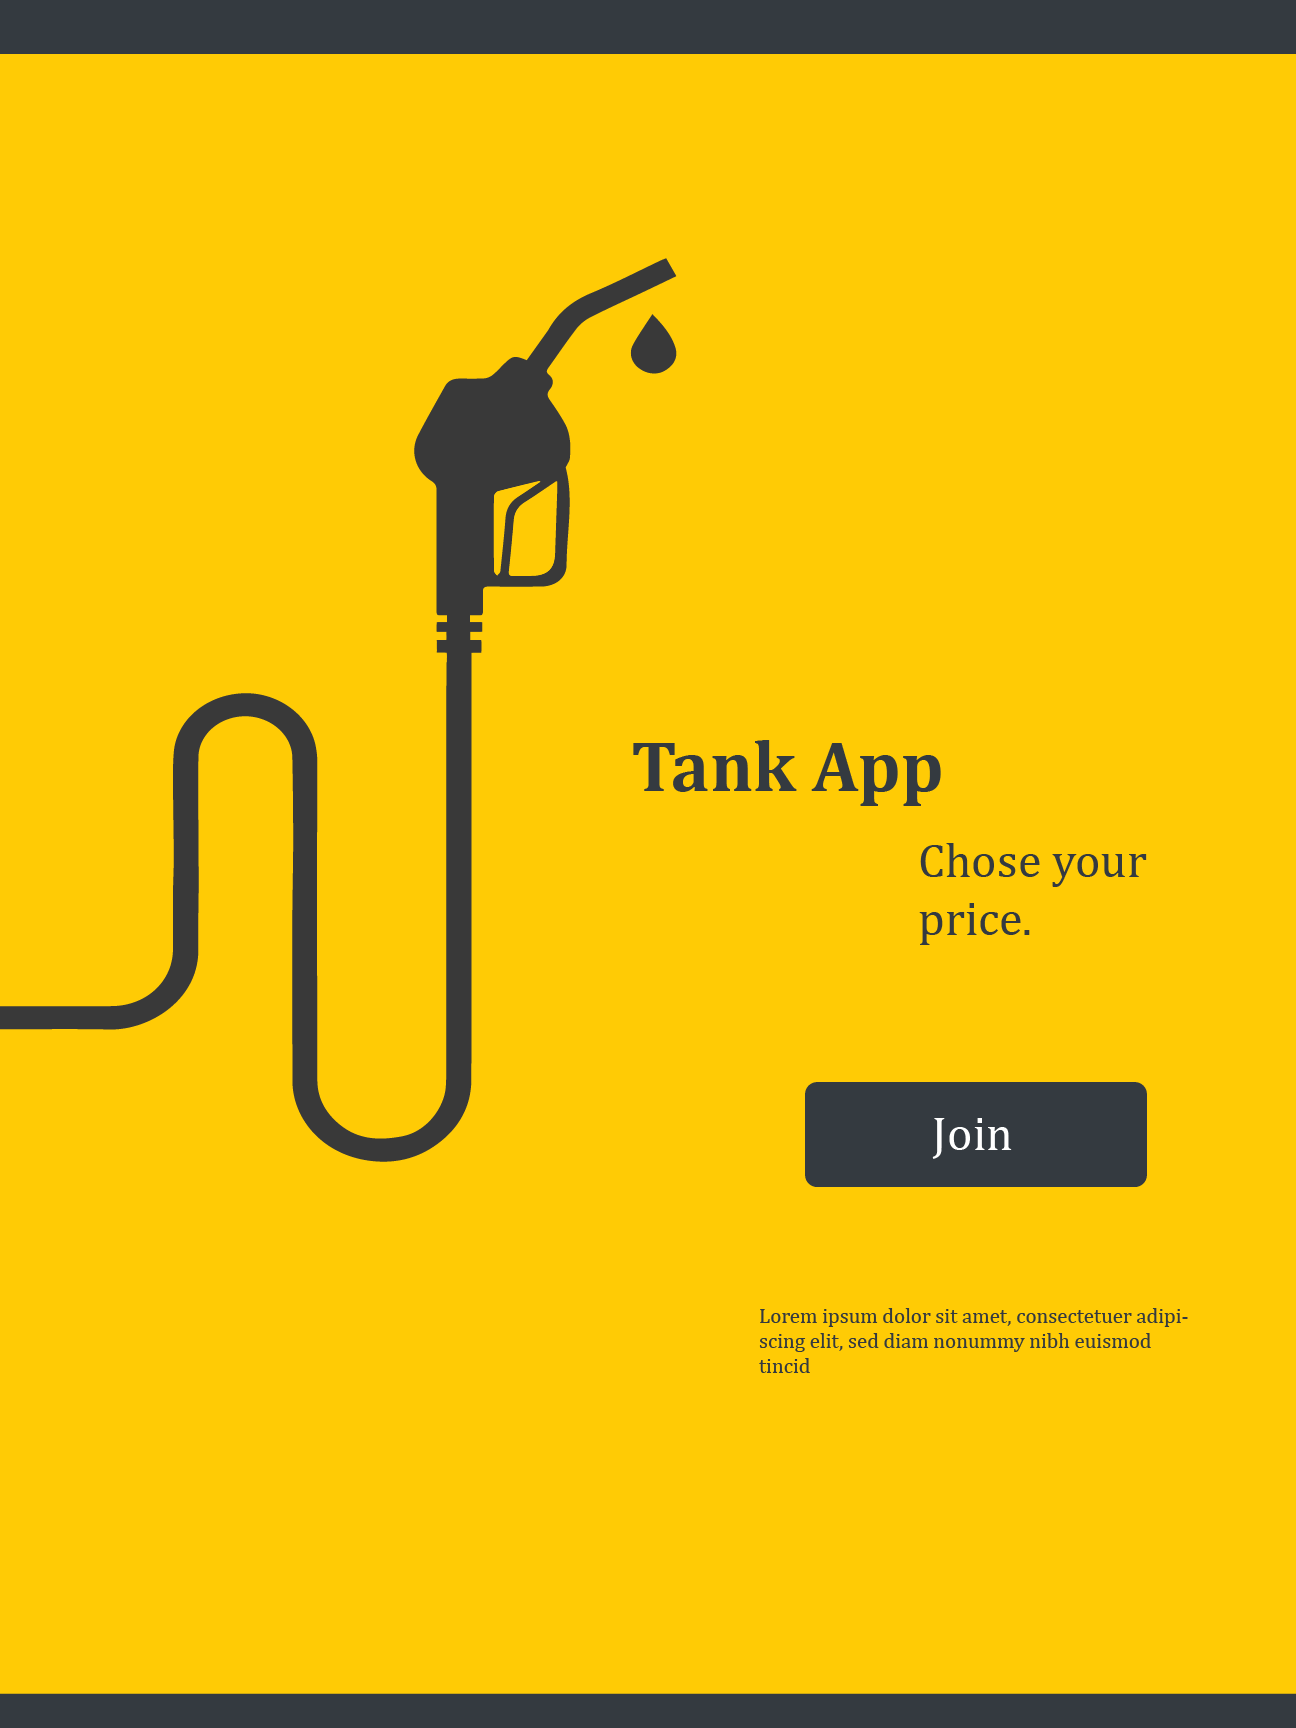 Tank App
Chose your
price.
Join
Lorem ipsum dolor sit amet, consectetuer adipi-
scing elit, sed diam nonummy nibh euismod
tincid